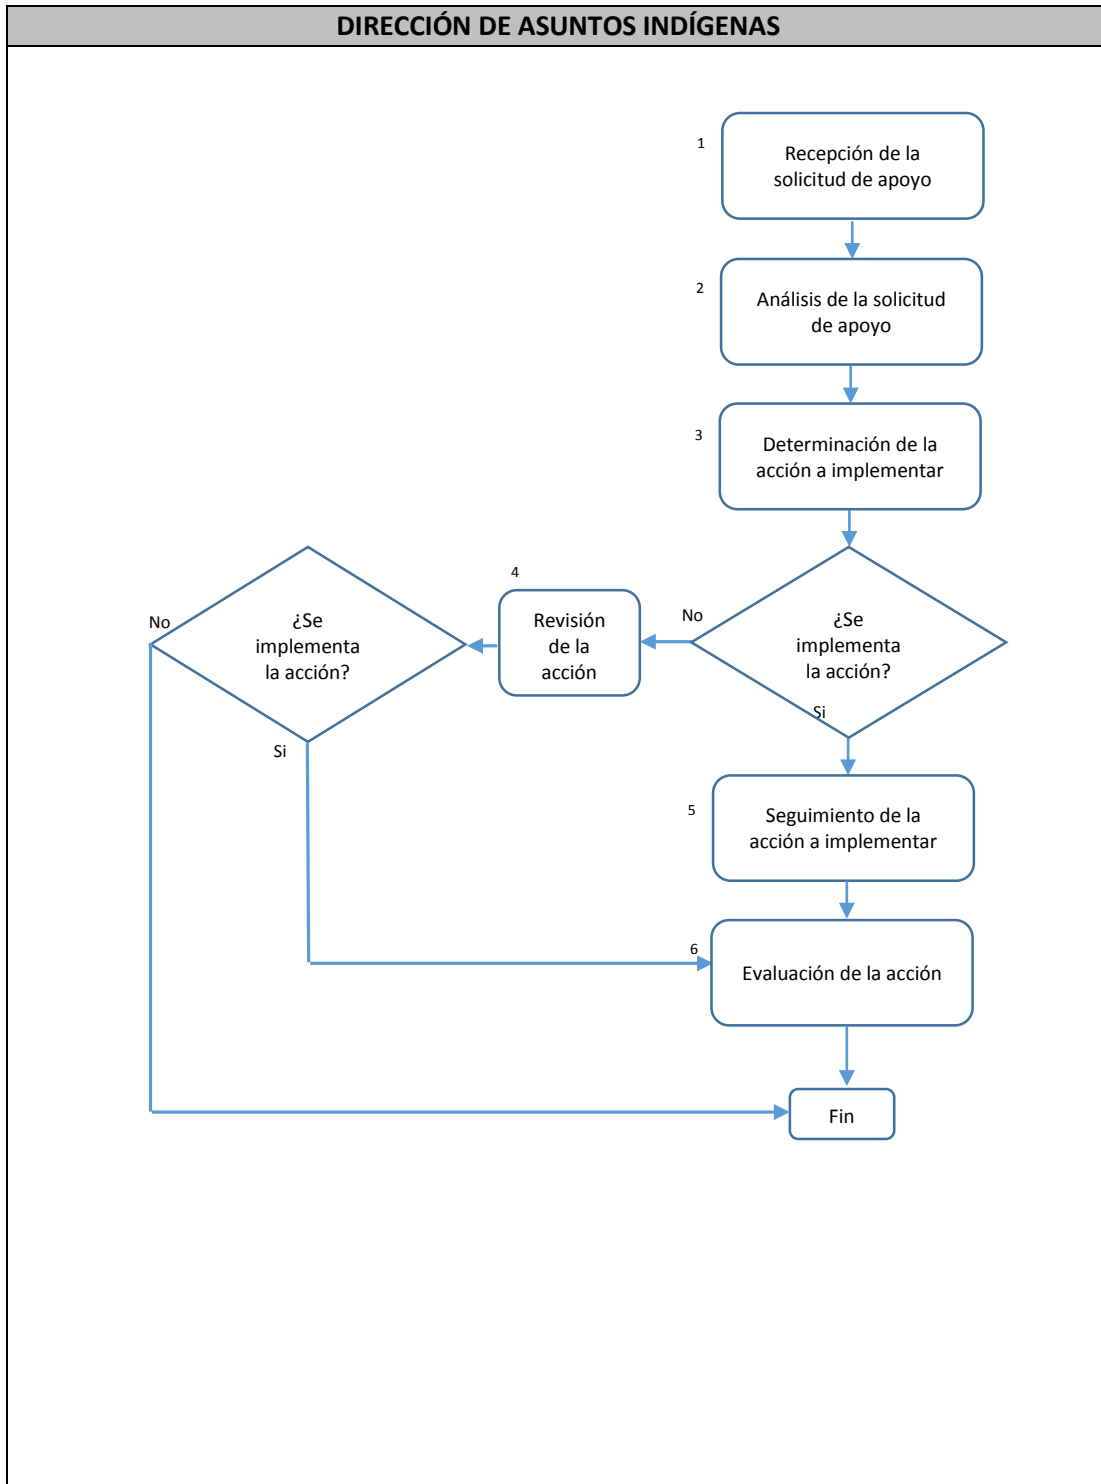 DIRECCIÓN DE ASUNTOS INDÍGENAS
1
Recepción de la
solicitud de apoyo
2
Análisis de la solicitud
de apoyo
3
Determinación de la
acción a implementar
¿Se
implementa
la acción?
No
Si
4
Revisión
de la
acción
¿Se
implementa
la acción?
No
Si
5
Seguimiento de la
acción a implementar
6
Evaluación de la acción
Fin